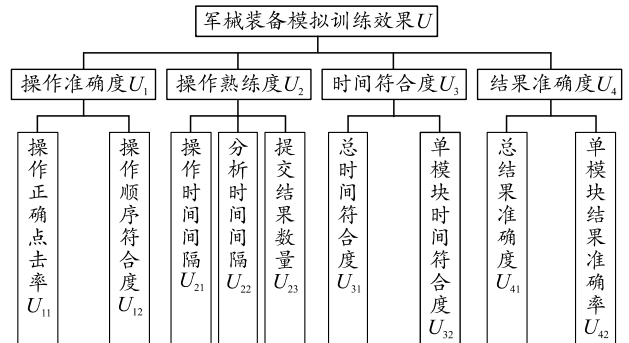 军械装备模拟训练效果U
操作准确度U₁
操作熟练度U₂
时间符合度U₃
结果准确度U₄
操作正确点击率U₁₁
操作顺序符合度U₁₂
操作时间间隔U₂₁
分析时间间隔U₂₂
提交结果数量U₂₃
总时间符合度U₃₁
单模块时间符合度U₃₂
总结果准确度U₄₁
单模块结果准确率U₄₂